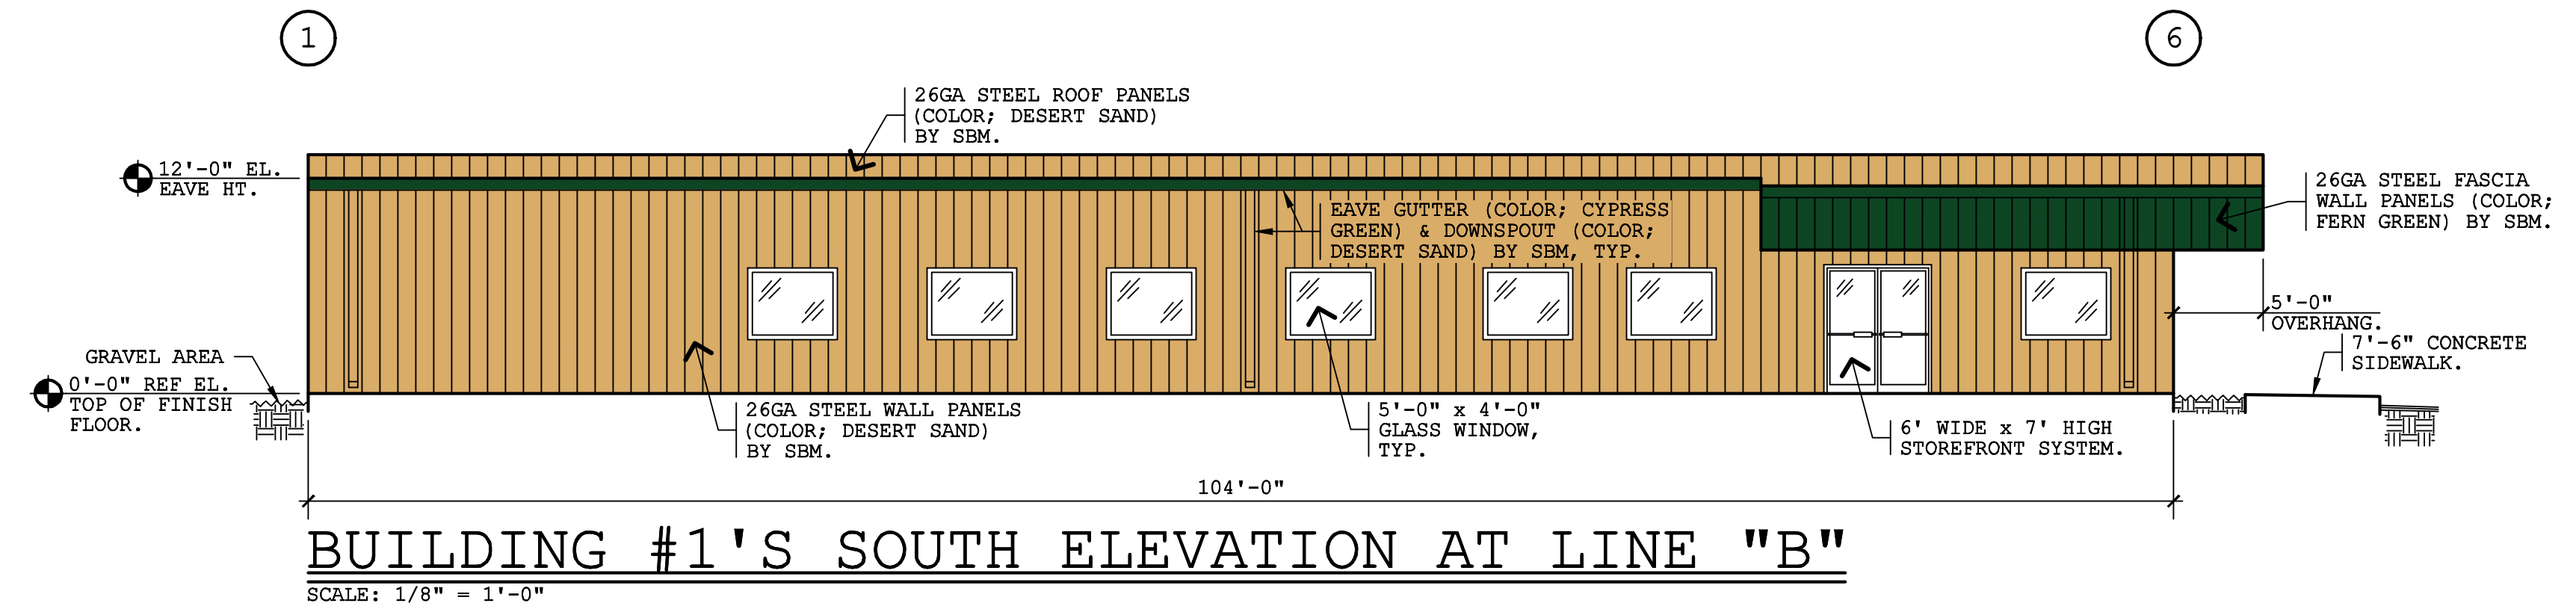 1
6
26GA STEEL ROOF PANELS
(COLOR; DESERT SAND)
BY SBM.
12'-0" EL.
EAVE HT.
26GA STEEL FASCIA
WALL PANELS (COLOR;
FERN GREEN) BY SBM.
EAVE GUTTER (COLOR; CYPRESS
GREEN) & DOWNSPOUT (COLOR;
DESERT SAND) BY SBM, TYP.
5'-0"
OVERHANG.
GRAVEL AREA
7'-6" CONCRETE
SIDEWALK.
0'-0" REF EL.
TOP OF FINISH
FLOOR.
26GA STEEL WALL PANELS
(COLOR; DESERT SAND)
BY SBM.
5'-0" x 4'-0"
GLASS WINDOW,
TYP.
6' WIDE x 7' HIGH
STOREFRONT SYSTEM.
104'-0"
BUILDING #1'S SOUTH ELEVATION AT LINE "B"
SCALE: 1/8" = 1'-0"